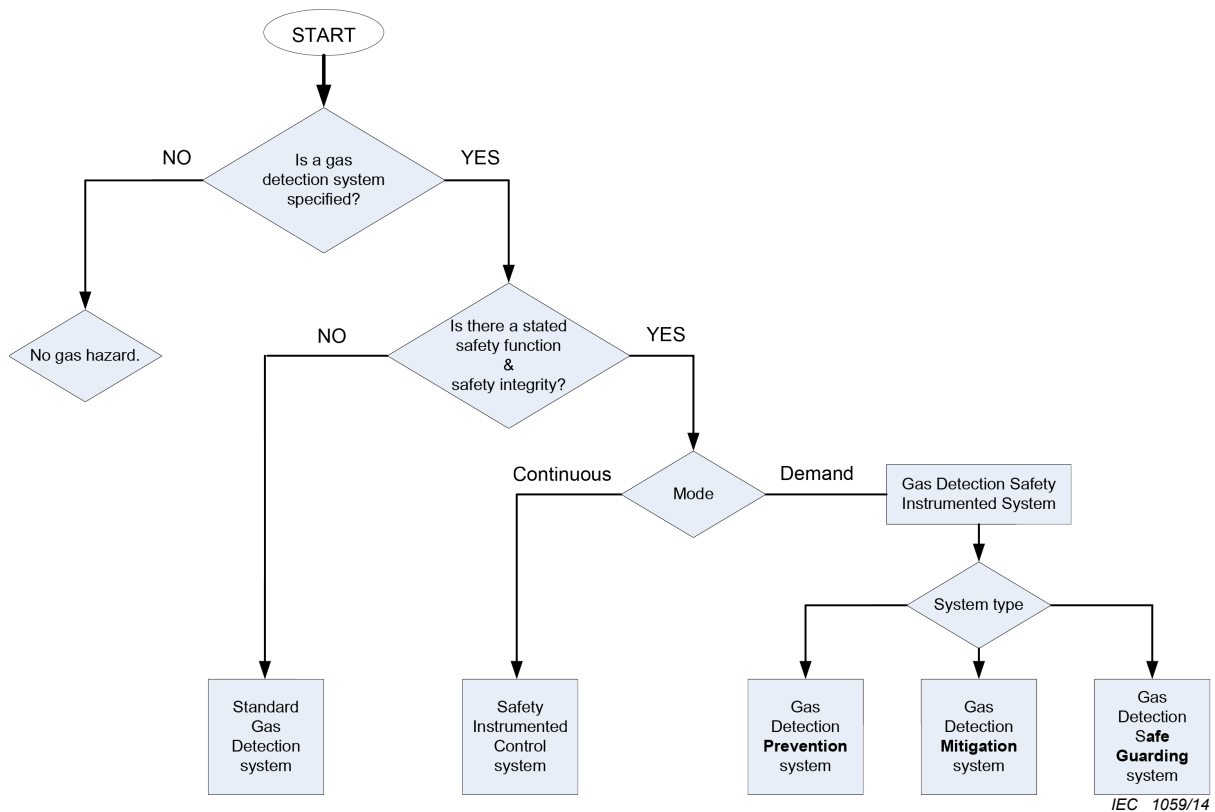 START
NO
YES
Is a gas
detection system
specified?
No gas hazard.
NO
YES
Is there a stated
safety function
&
safety integrity?
Continuous
Demand
Mode
Gas Detection Safety
Instrumented System
System type
Standard
Gas
Detection
system
Safety
Instrumented
Control
system
Gas
Detection
Prevention
system
Gas
Detection
Mitigation
system
Gas
Detection
Safe
Guarding
system
IEC 1059/14